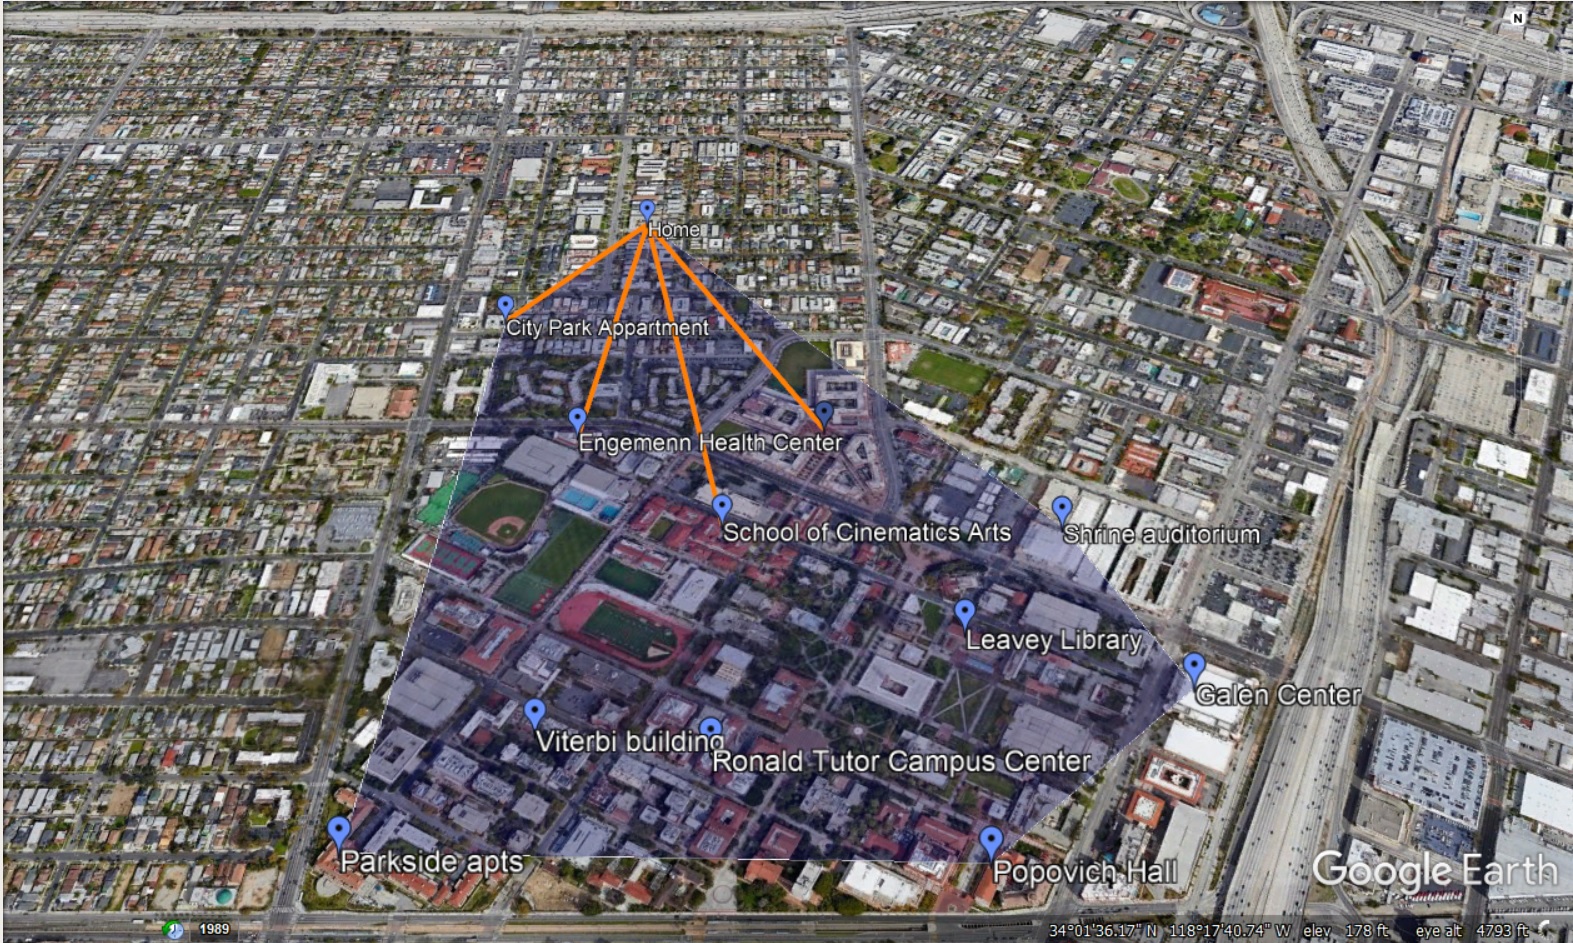 N
Home
City Park Appartment
Engemenn Health Center
School of Cinematics Arts
Shrine auditorium
Leavey Library
Galen Center
Viterbi building
Ronald Tutor Campus Center
Parkside apts
Popovich Hall
Google Earth
1989
34°01'36.17" N 118°17'40.74" W elev 178 ft eye alt 4793 ft